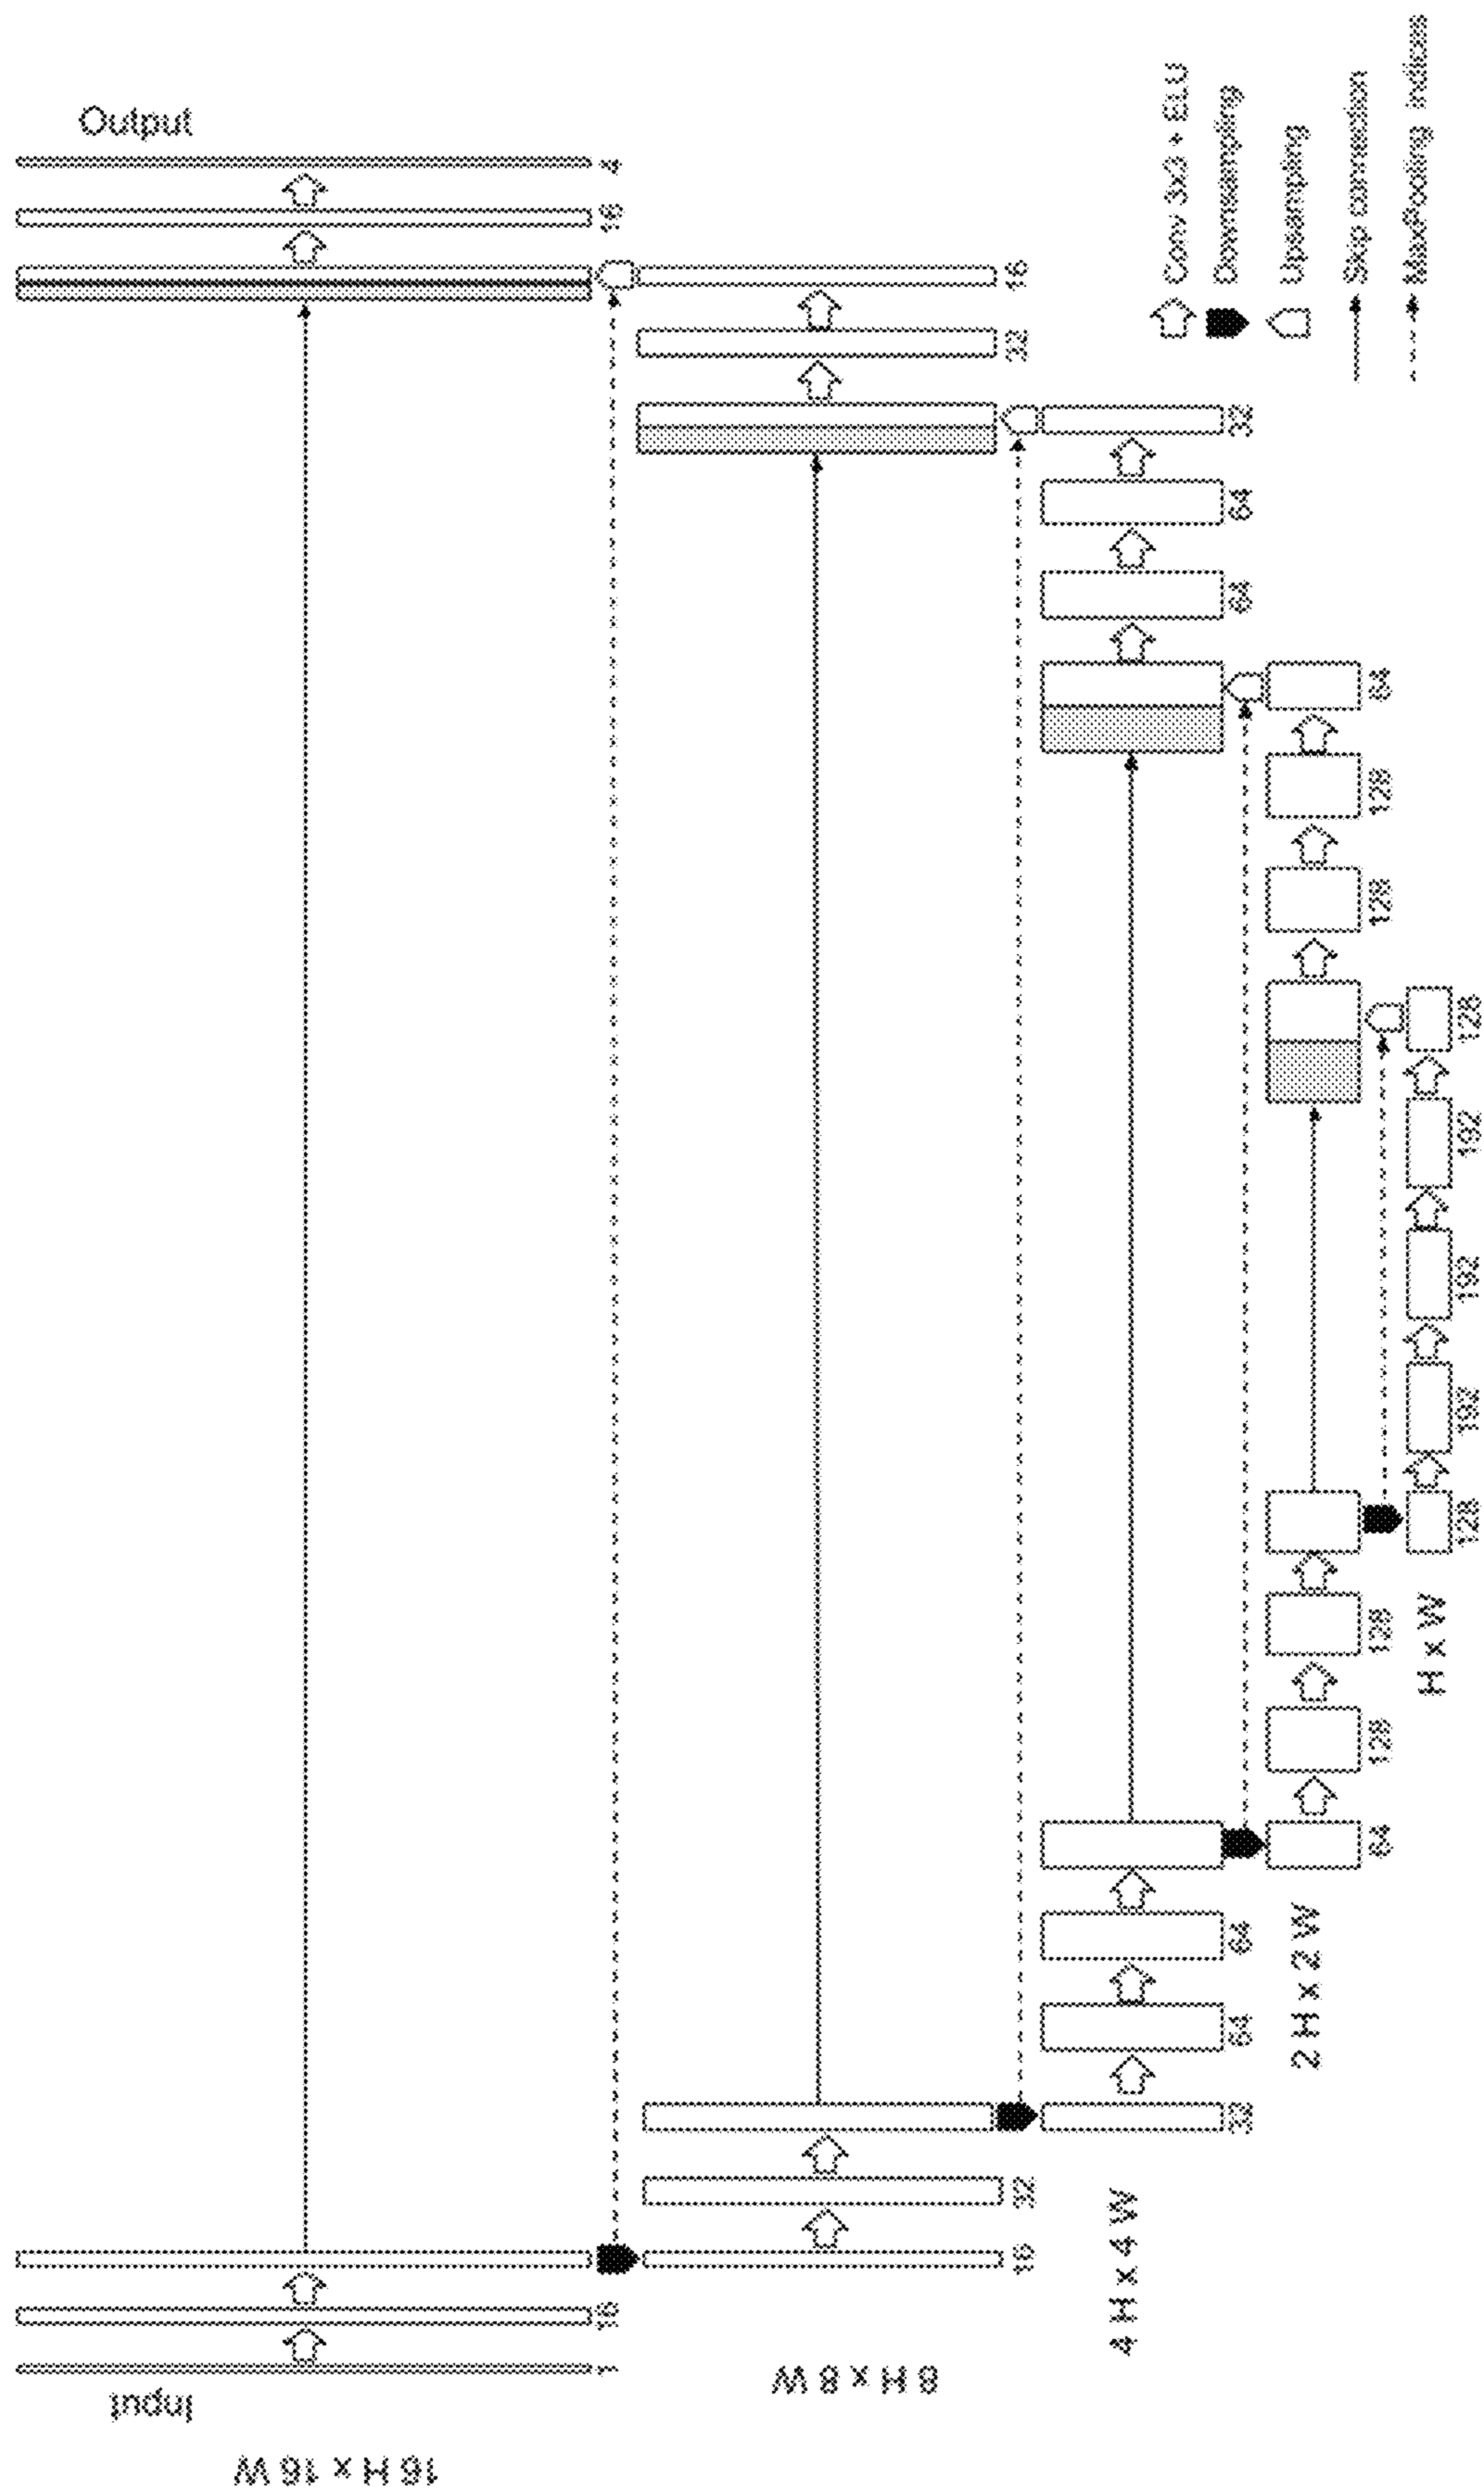 Input
Output
16 H x 16 W
1
16
16
4
8 H x 8 W
16
32
32
16
4 H x 4 W
32
64
64
64
64
32
2 H x 2 W
64
128
128
128
128
64
H x W
128
192
192
192
128
Conv 3x3 + ELU
Downsampling
Upsampling
Skip connection
MaxPooling indices